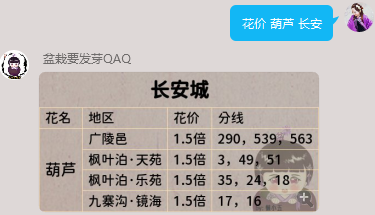 花价 葫芦 长安
盆栽要发芽QAQ
长安城
花名 地区 花价 分线
葫芦
广陵邑 1.5倍 290，539，563
枫叶泊·天苑 1.5倍 3，49，51
枫叶泊·乐苑 1.5倍 35，24，18
九寨沟·镜海 1.5倍 17，16